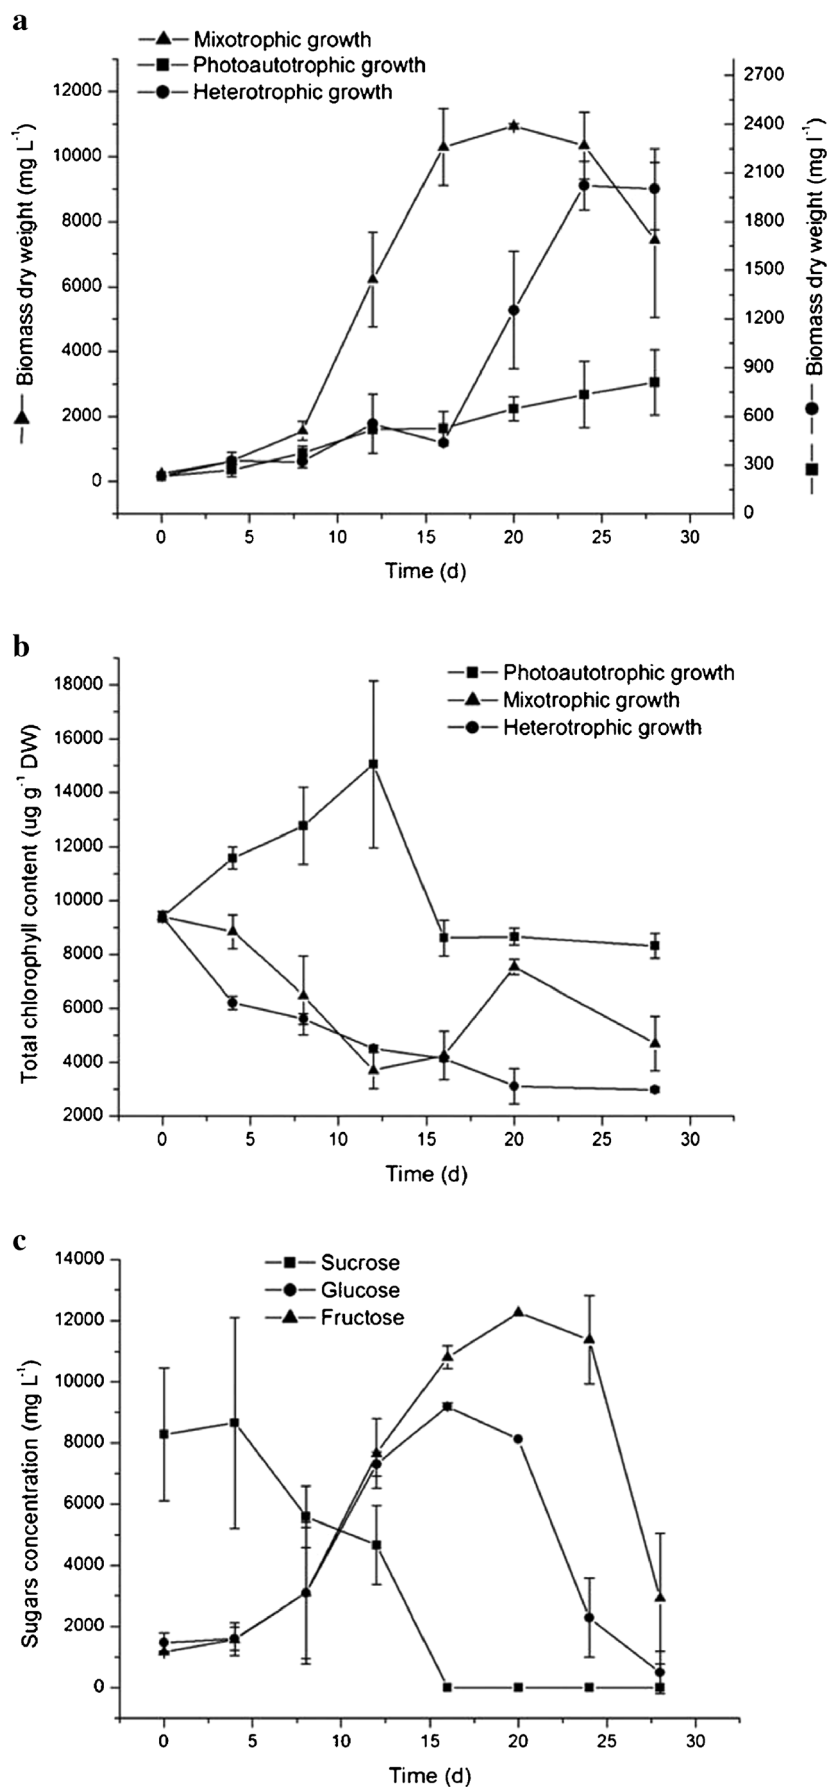 a
Mixotrophic growth
Photoautotrophic growth
Heterotrophic growth
Biomass dry weight (mg L⁻¹)
12000
10000
8000
6000
4000
2000
0
2700
2400
2100
1800
1500
1200
900
600
300
0
Biomass dry weight (mg l⁻¹)
0 5 10 15 20 25 30
Time (d)
b
Photoautotrophic growth
Mixotrophic growth
Heterotrophic growth
Total chlorophyll content (ug g⁻¹ DW)
18000
16000
14000
12000
10000
8000
6000
4000
2000
0 5 10 15 20 25 30
Time (d)
c
Sucrose
Glucose
Fructose
Sugars concentration (mg L⁻¹)
14000
12000
10000
8000
6000
4000
2000
0
0 5 10 15 20 25 30
Time (d)